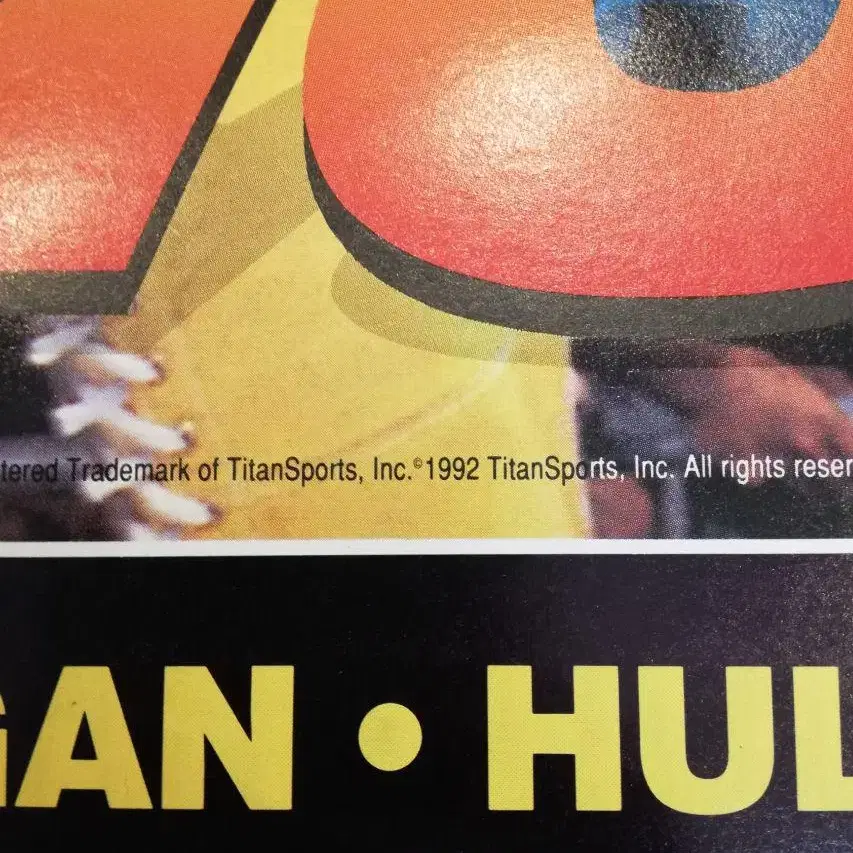 tered Trademark of TitanSports, Inc.©1992 TitanSports, Inc. All rights reser
GAN • HUL